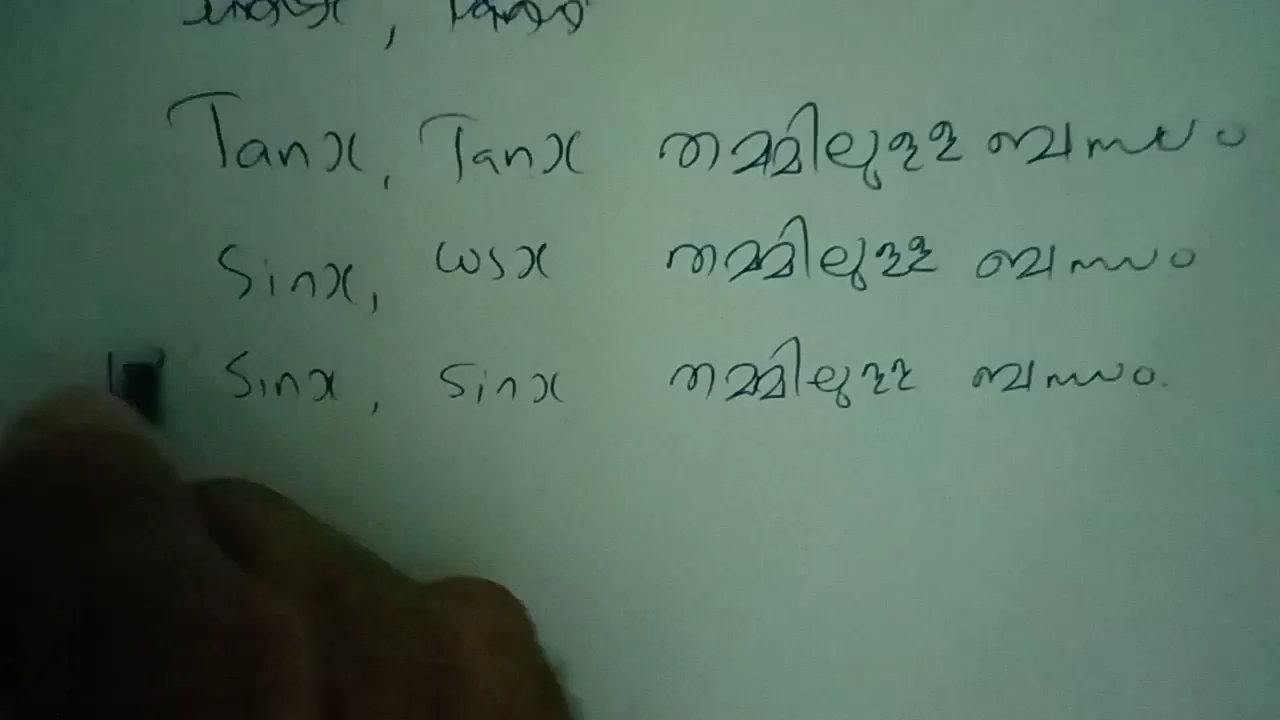 Tanx, Tanx തമ്മിലുള്ള ബന്ധം
Sinx, cosx തമ്മിലുള്ള ബന്ധം
Sinx, Sinx തമ്മിലുള്ള ബന്ധം.